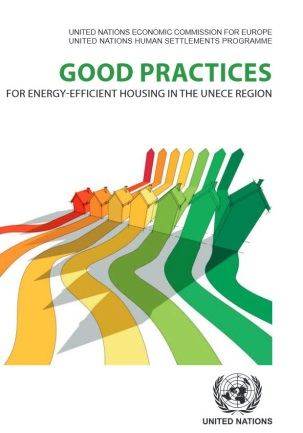 UNITED NATIONS ECONOMIC COMMISSION FOR EUROPE
UNITED NATIONS HUMAN SETTLEMENTS PROGRAMME
GOOD PRACTICES
FOR ENERGY-EFFICIENT HOUSING IN THE UNECE REGION
UNITED NATIONS